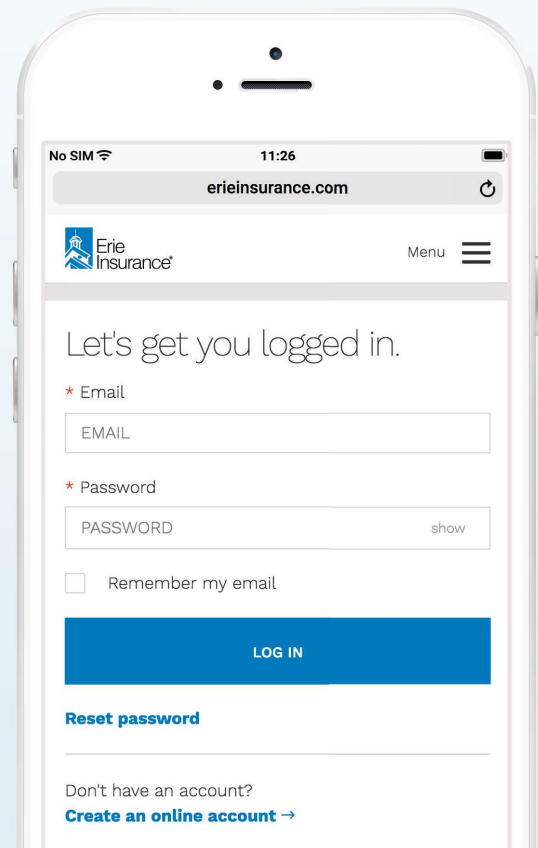 No SIM 11:26
erieinsurance.com
Erie
Insurance®
Menu
Let's get you logged in.
* Email
EMAIL
* Password
PASSWORD show
Remember my email
LOG IN
Reset password
Don't have an account?
Create an online account →